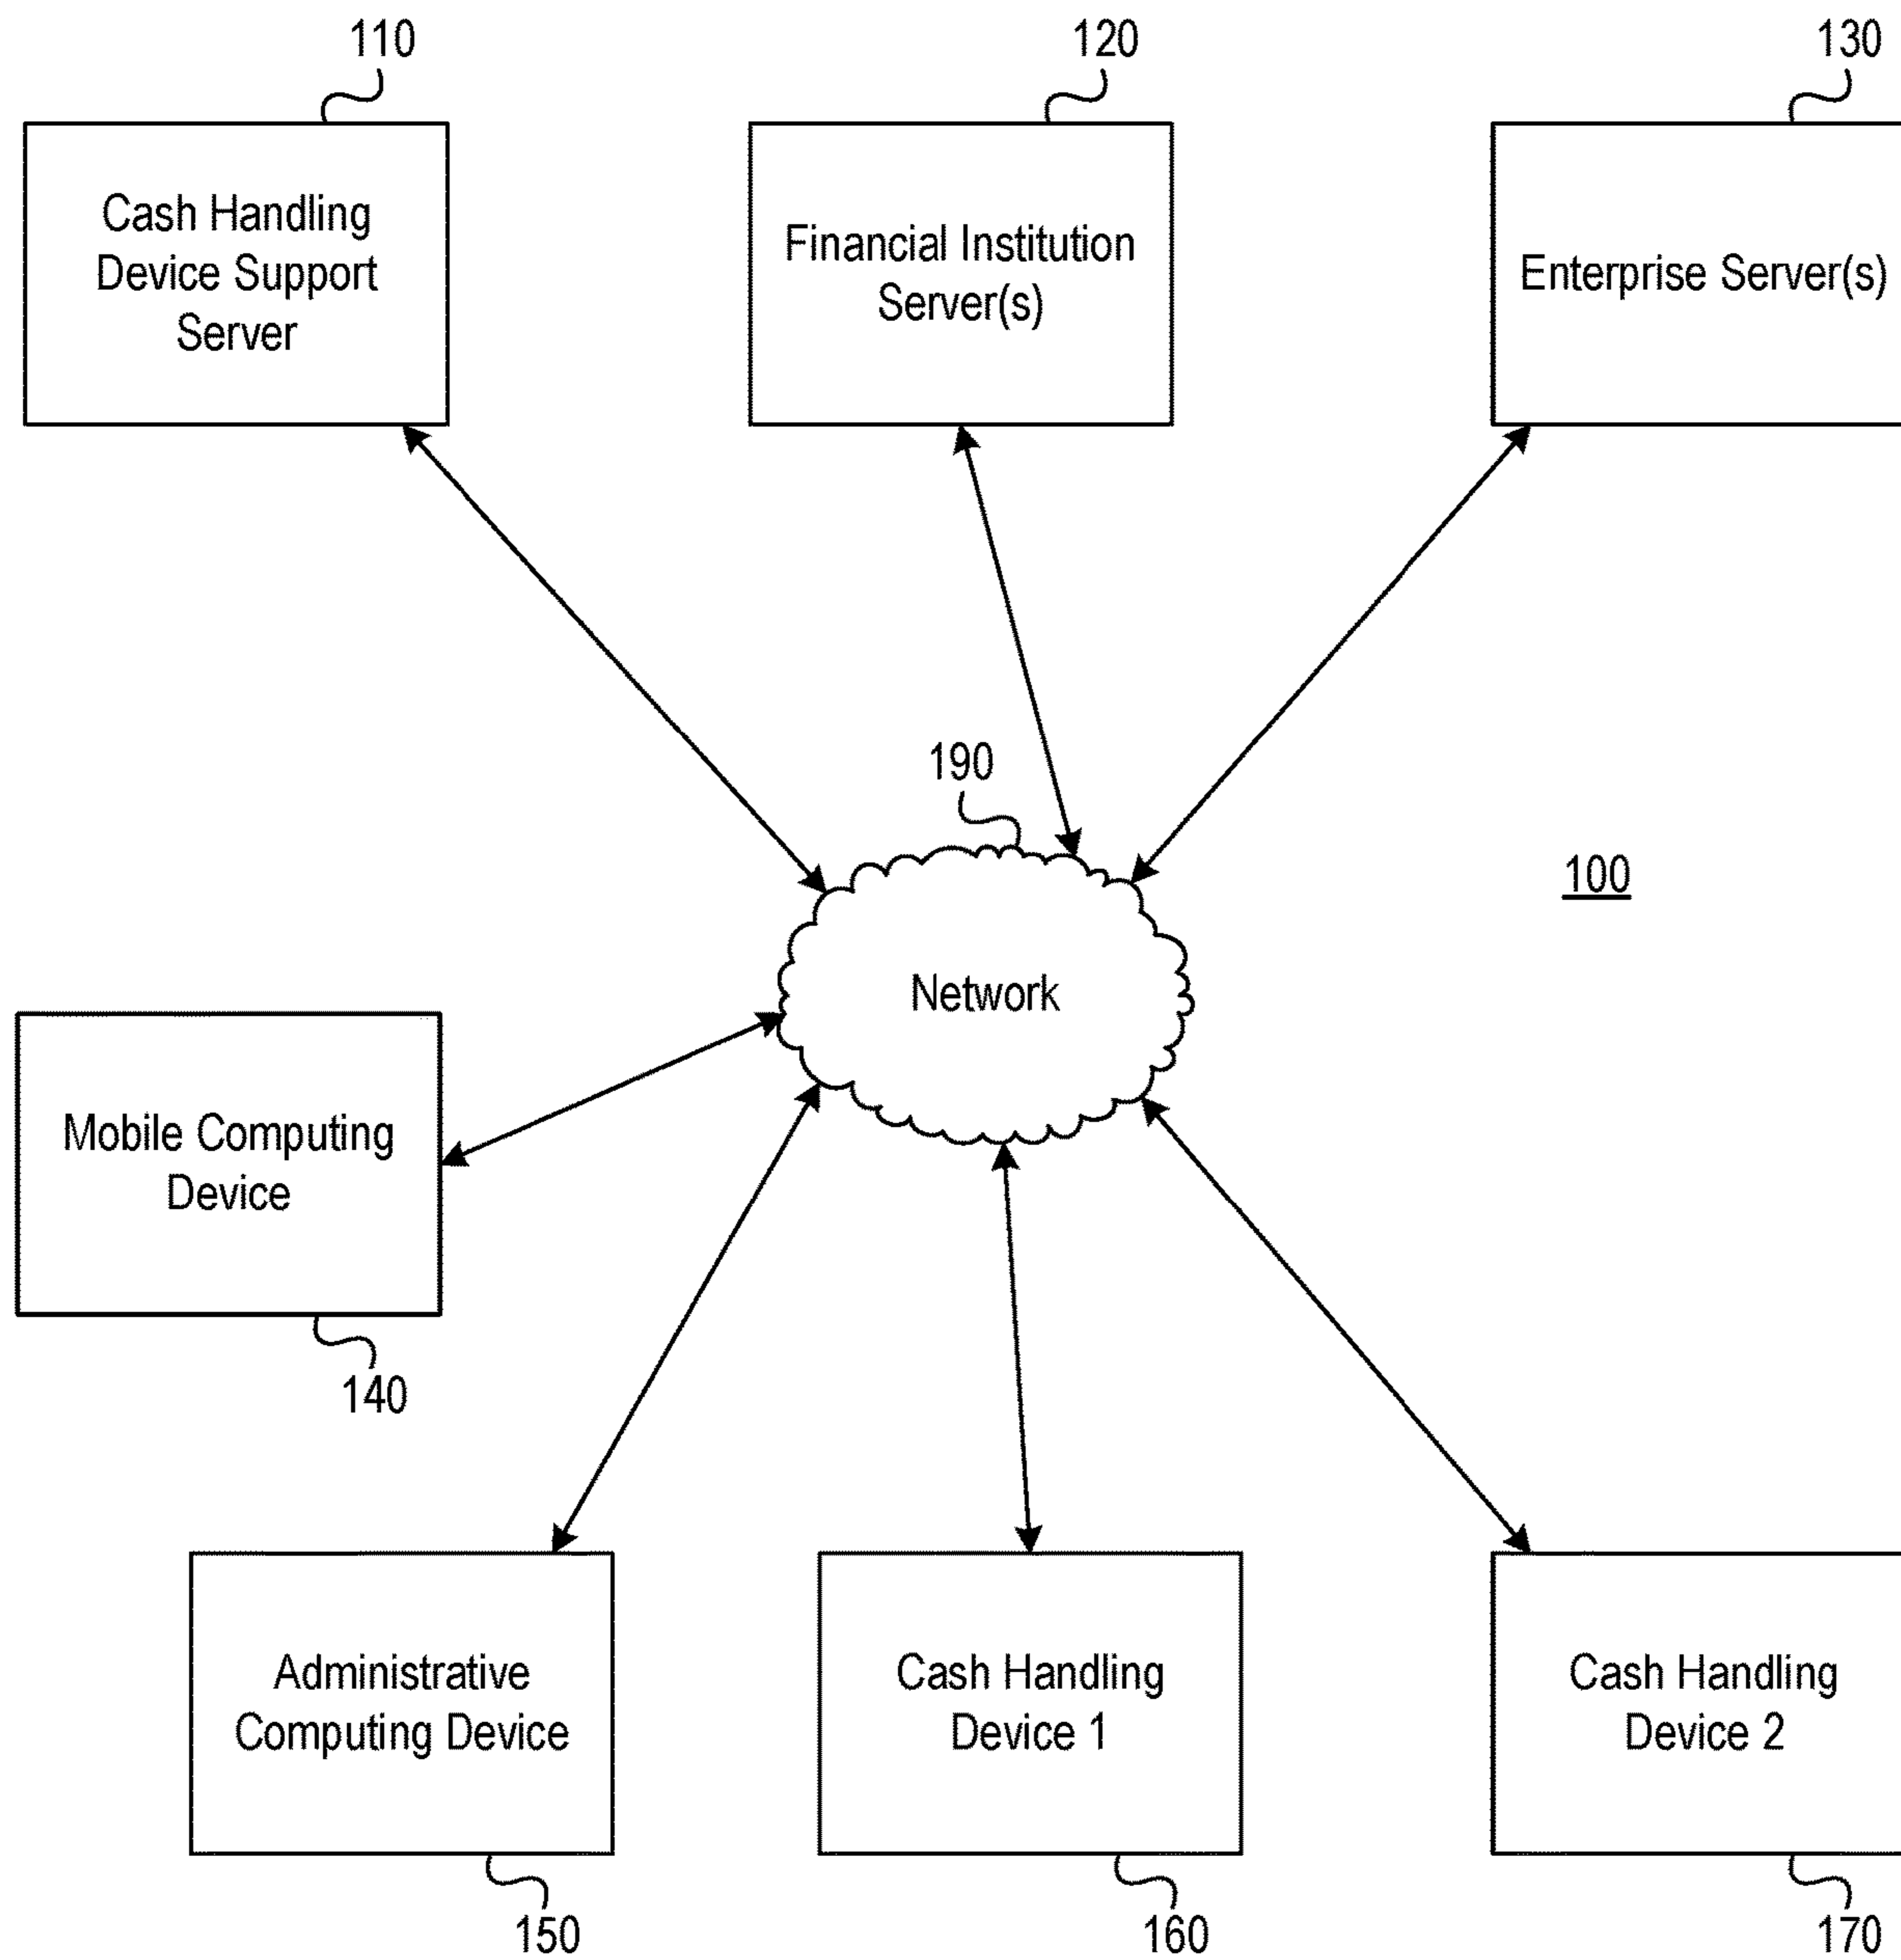 110
120
130
Cash Handling
Device Support
Server
Financial Institution
Server(s)
Enterprise Server(s)
190
100
Network
Mobile Computing
Device
140
Administrative
Computing Device
Cash Handling
Device 1
Cash Handling
Device 2
150
160
170